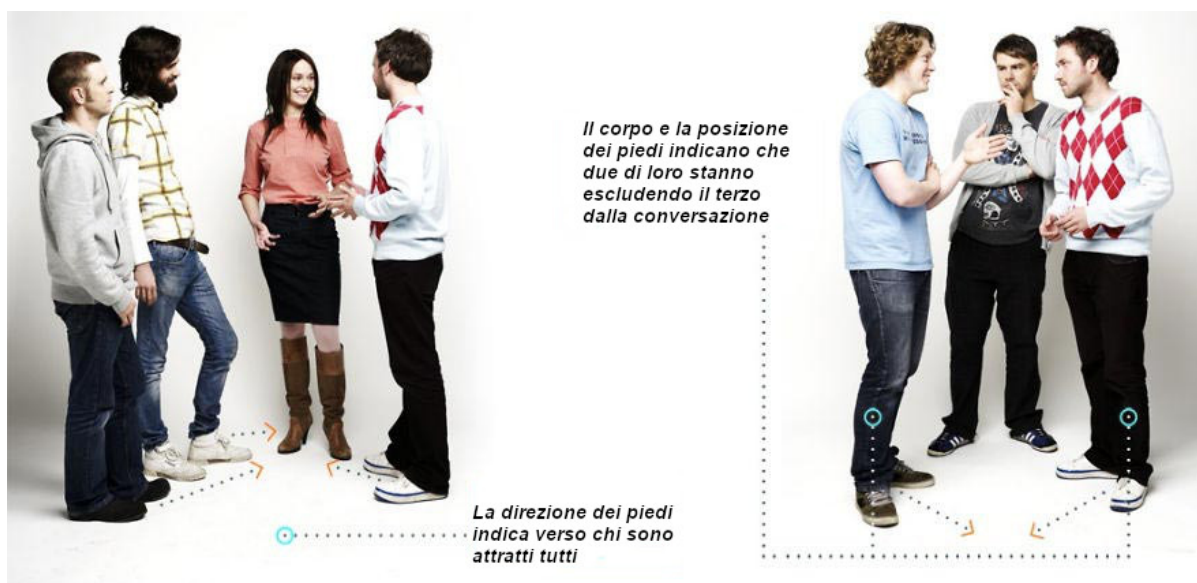 Il corpo e la posizione
dei piedi indicano che
due di loro stanno
escludendo il terzo
dalla conversazione
La direzione dei piedi
indica verso chi sono
attratti tutti